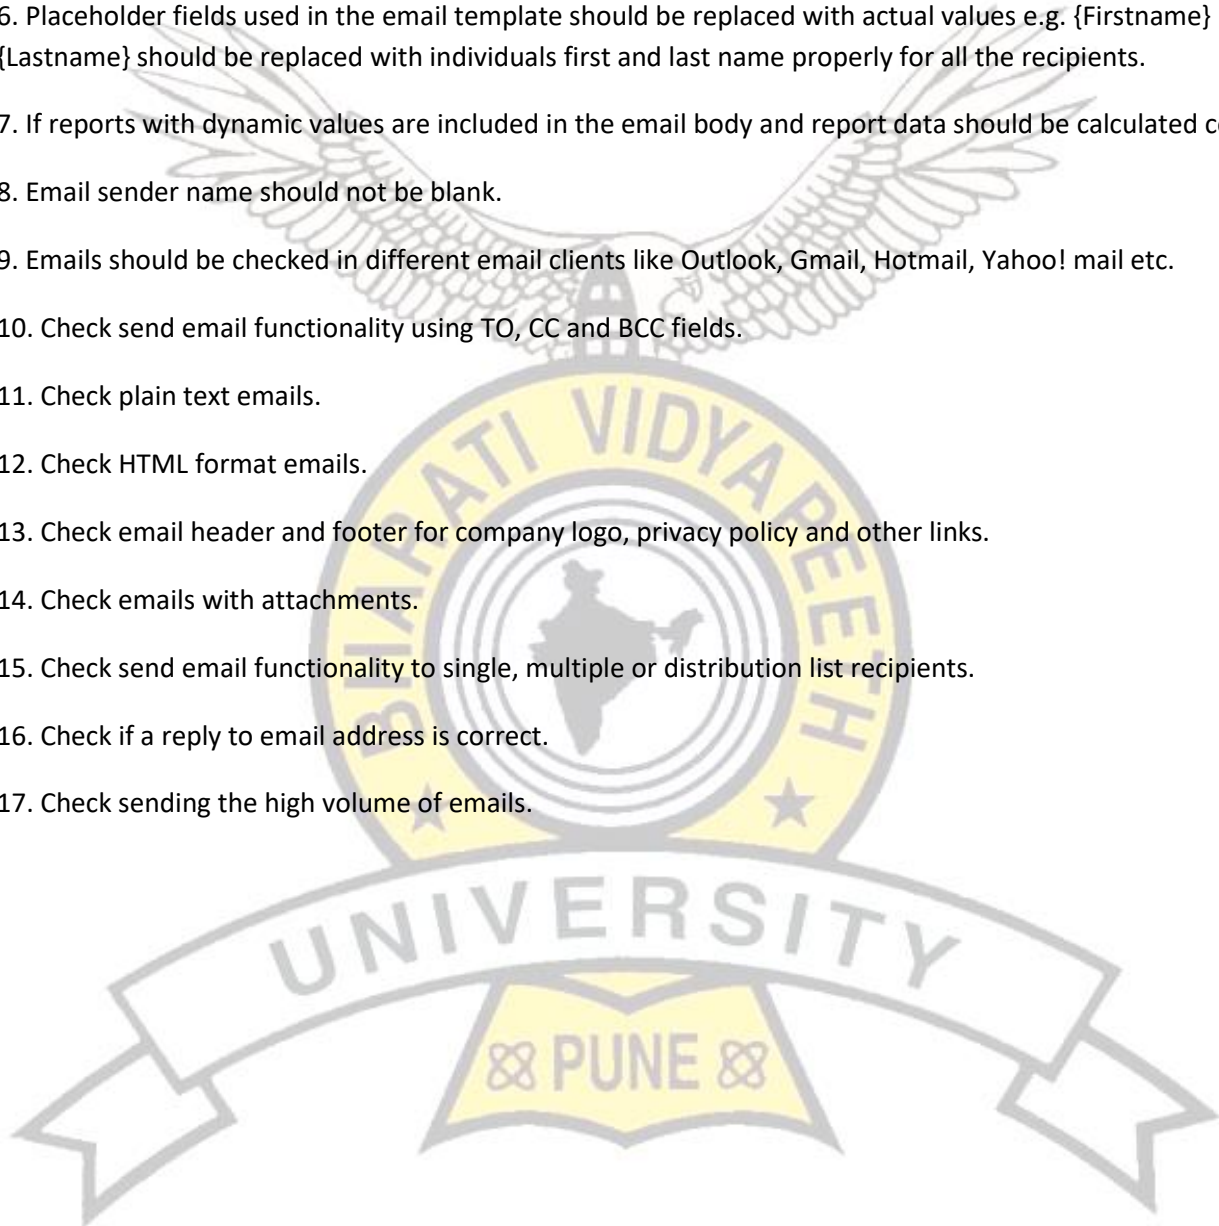 6. Placeholder fields used in the email template should be replaced with actual values e.g. {Firstname}
{Lastname} should be replaced with individuals first and last name properly for all the recipients.
7. If reports with dynamic values are included in the email body and report data should be calculated
8. Email sender name should not be blank.
9. Emails should be checked in different email clients like Outlook, Gmail, Hotmail, Yahoo! mail etc.
10. Check send email functionality using TO, CC and BCC fields.
11. Check plain text emails.
12. Check HTML format emails.
13. Check email header and footer for company logo, privacy policy and other links.
14. Check emails with attachments.
15. Check send email functionality to single, multiple or distribution list recipients.
16. Check if a reply to email address is correct.
17. Check sending the high volume of emails.
BHARATI VIDYAPEETH
UNIVERSITY
PUNE